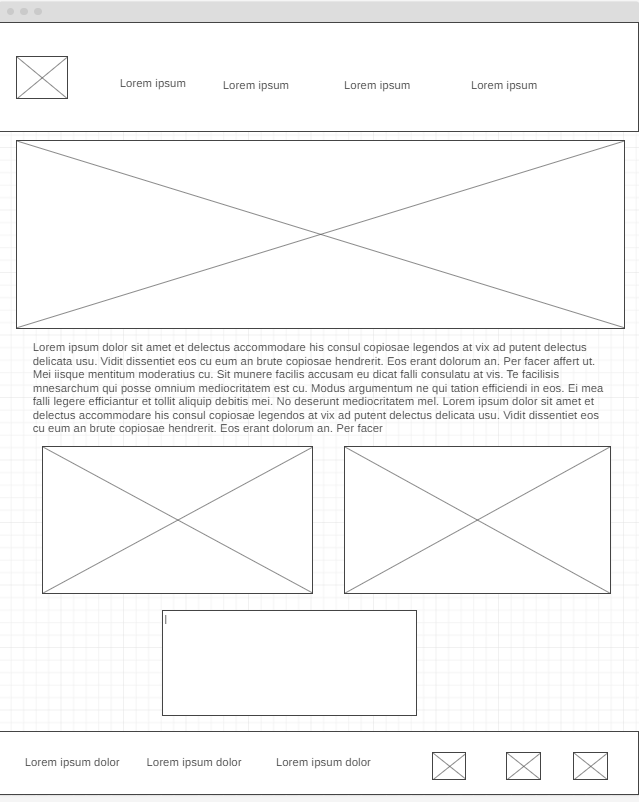 Lorem ipsum
Lorem ipsum
Lorem ipsum
Lorem ipsum
Lorem ipsum dolor sit amet et delectus accommodare his consul copiosae legendos at vix ad putent delectus
delicata usu. Vidit dissentiet eos cu eum an brute copiosae hendrerit. Eos erant dolorum an. Per facer affert ut.
Mei iisque mentitum moderatius cu. Sit munere facilis accusam eu dicat falli consulatu at vis. Te facilisis
mnesarchum qui posse omnium mediocritatem est cu. Modus argumentum ne qui tation efficiendi in eos. Ei mea
falli legere efficiantur et tollit aliquip debitis mei. No deserunt mediocritatem mel. Lorem ipsum dolor sit amet et
delectus accommodare his consul copiosae legendos at vix ad putent delectus delicata usu. Vidit dissentiet eos
cu eum an brute copiosae hendrerit. Eos erant dolorum an. Per facer
Lorem ipsum dolor
Lorem ipsum dolor
Lorem ipsum dolor